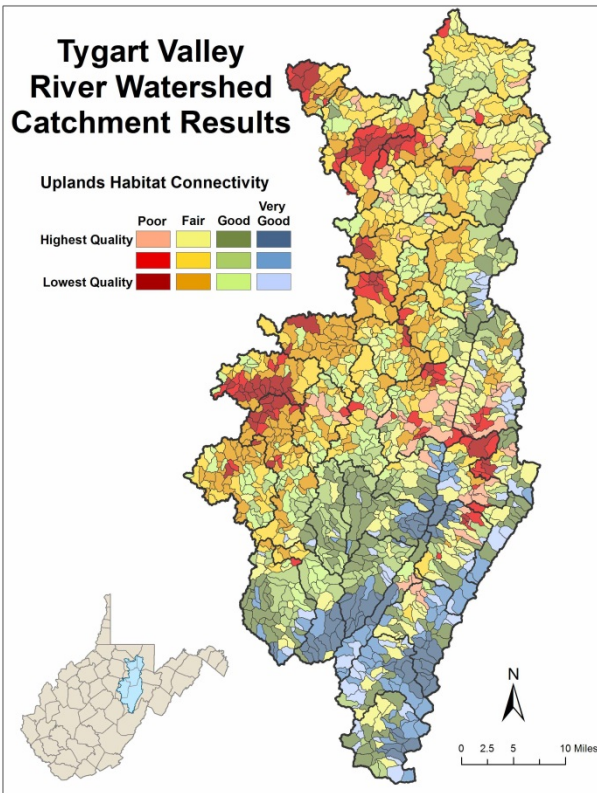 Tygart Valley
River Watershed
Catchment Results
Uplands Habitat Connectivity
Poor Fair Good Very Good
Highest Quality
Lowest Quality
N
0 2.5 5 10 Miles